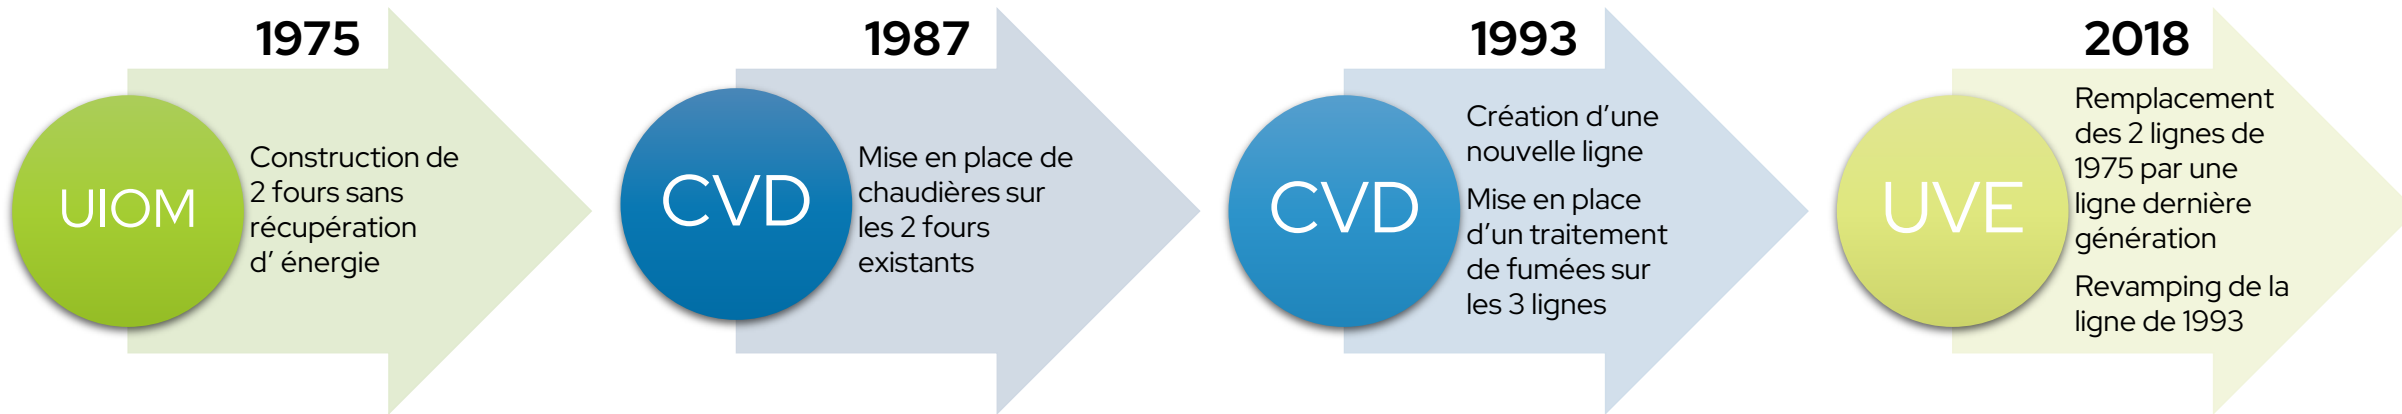 1975
UIOM
Construction de
2 fours sans
récupération
d’ énergie
1987
CVD
Mise en place de
chaudières sur
les 2 fours
existants
1993
CVD
Création d’une
nouvelle ligne
Mise en place
d’un traitement
de fumées sur
les 3 lignes
2018
UVE
Remplacement
des 2 lignes de
1975 par une
ligne dernière
génération
Revamping de la
ligne de 1993